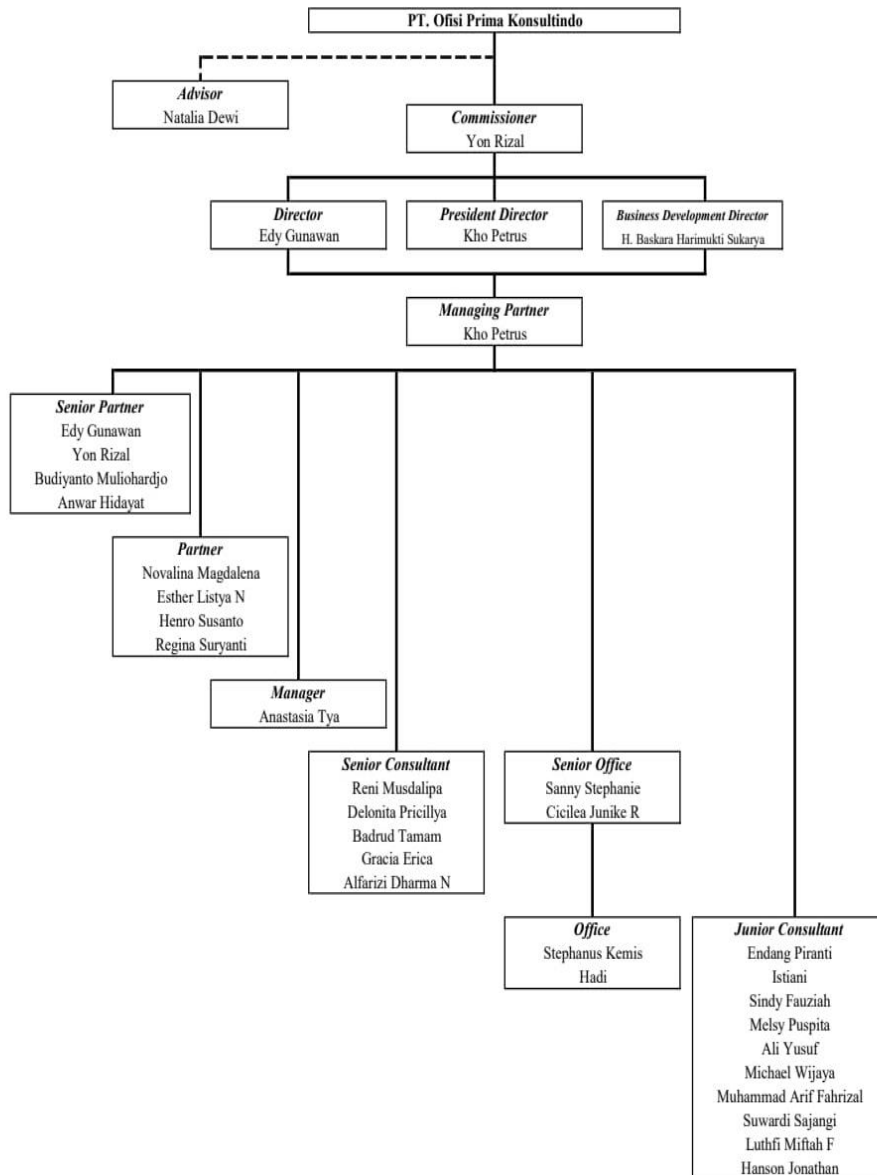 PT. Ofisi Prima Konsultindo
Advisor
Natalia Dewi
Commissioner
Yon Rizal
Director
Edy Gunawan
President Director
Kho Petrus
Business Development Director
H. Baskara Harimukti Sukarya
Managing Partner
Kho Petrus
Senior Partner
Edy Gunawan
Yon Rizal
Budiyanto Muliohardjo
Anwar Hidayat
Partner
Novalina Magdalena
Esther Listya N
Henro Susanto
Regina Suryanti
Manager
Anastasia Tya
Senior Consultant
Reni Musdalipa
Delonita Pricillya
Badrud Tamam
Gracia Erica
Alfarizi Dharma N
Senior Office
Sanny Stephanie
Cicilea Junike R
Office
Stephanus Kemis
Hadi
Junior Consultant
Endang Piranti
Istiani
Sindy Fauziah
Melsy Puspita
Ali Yusuf
Michael Wijaya
Muhammad Arif Fahrizal
Suwardi Sajangi
Luthfi Miftah F
Hanson Jonathan